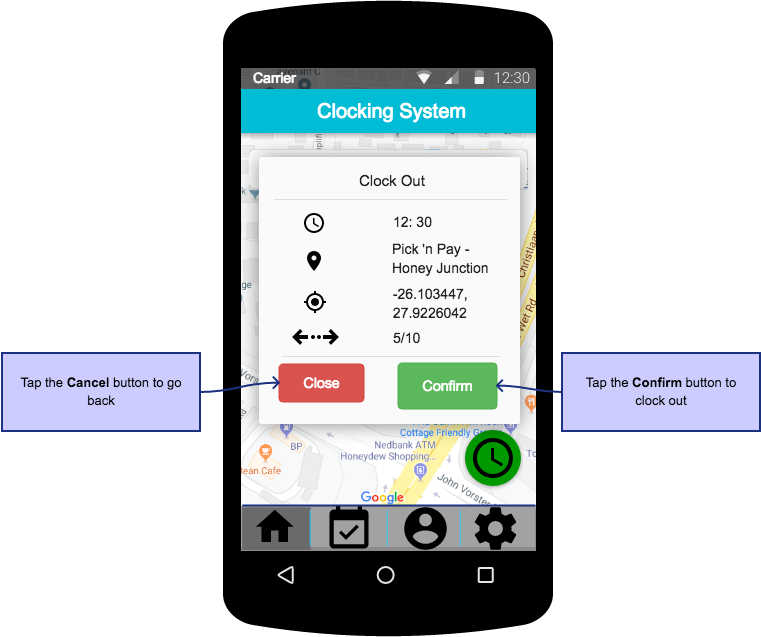 Carrier 12:30
Clocking System
Clock Out
12: 30
Pick 'n Pay -
Honey Junction
-26.103447,
27.9226042
5/10
Close
Confirm
Tap the Cancel button to go
back
Tap the Confirm button to
clock out
Christiaan
Wet Rd
BP
Cottage Friendly
Nedbank ATM
Honeydew Shopping...
Cafe
John Vorster
Google